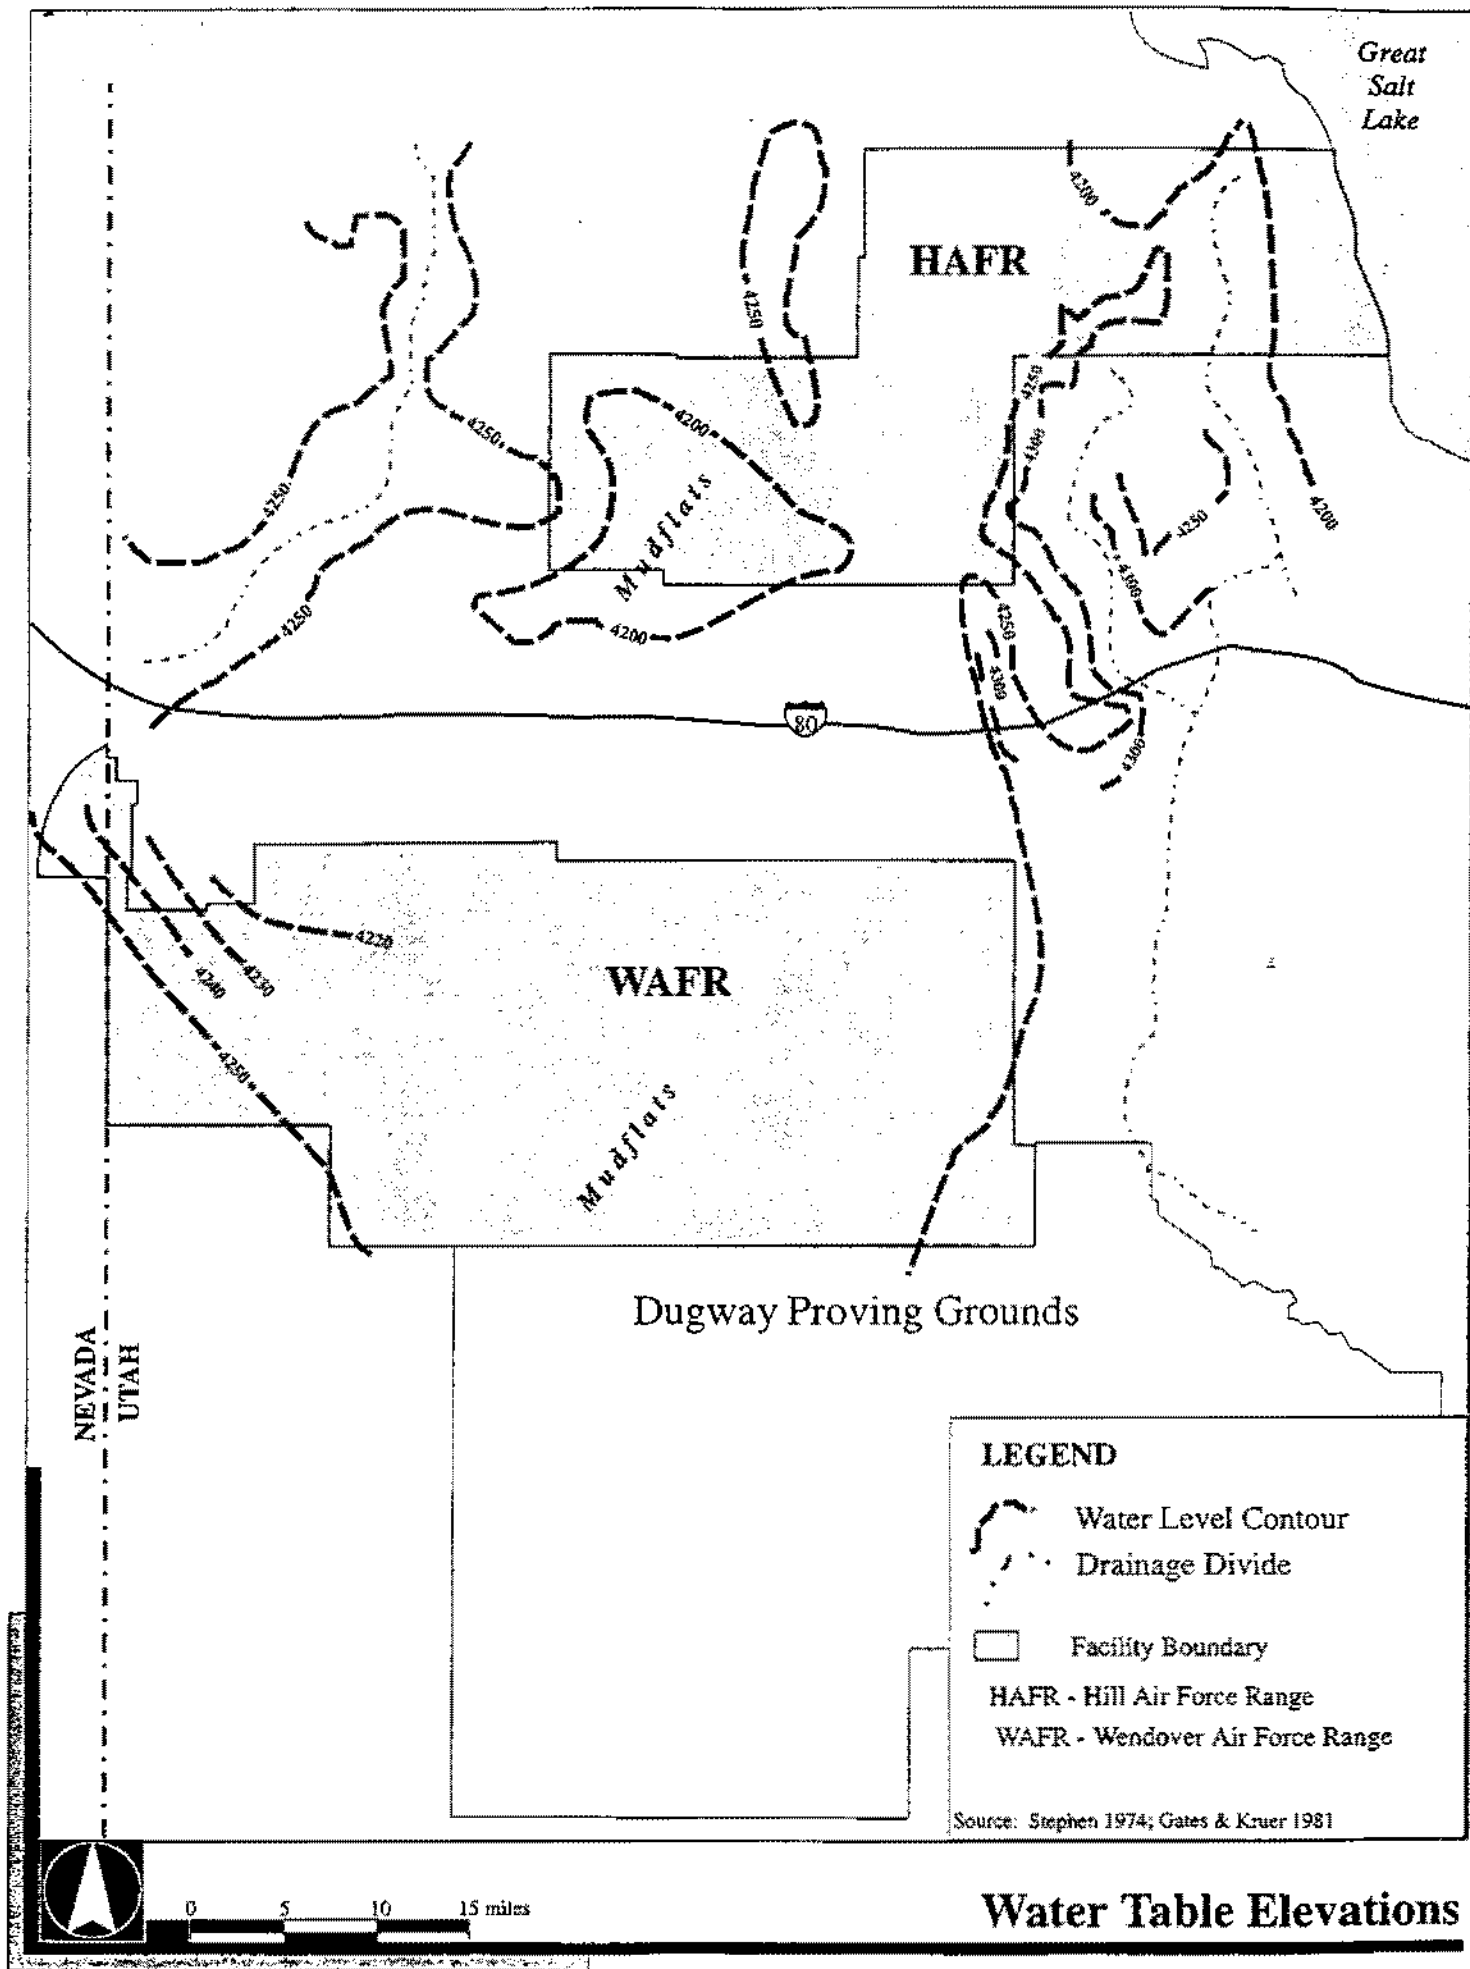 Great
Salt
Lake
4200
HAFR
4250
4250
4200
4250
4300
4250
4250
4200
Mudflats
4300
4250
4200
4250
4300
80
4300
4220
WAFR
4240
4230
4250
Mudflats
Dugway Proving Grounds
NEVADA
UTAH
LEGEND
Water Level Contour
Drainage Divide
Facility Boundary
HAFR - Hill Air Force Range
WAFR - Wendover Air Force Range
Source: Stephen 1974; Gates & Kruer 1981
0 5 10 15 miles
Water Table Elevations